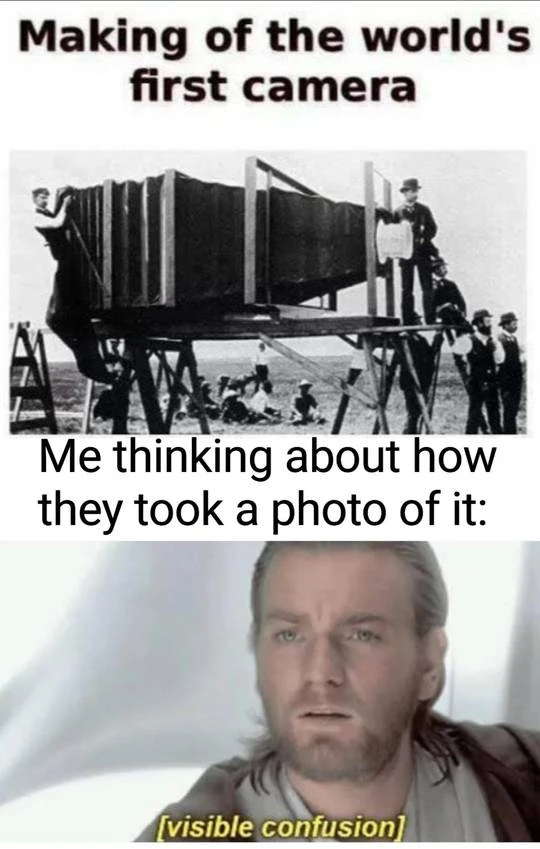 Making of the world's
first camera
Me thinking about how
they took a photo of it:
[visible confusion]